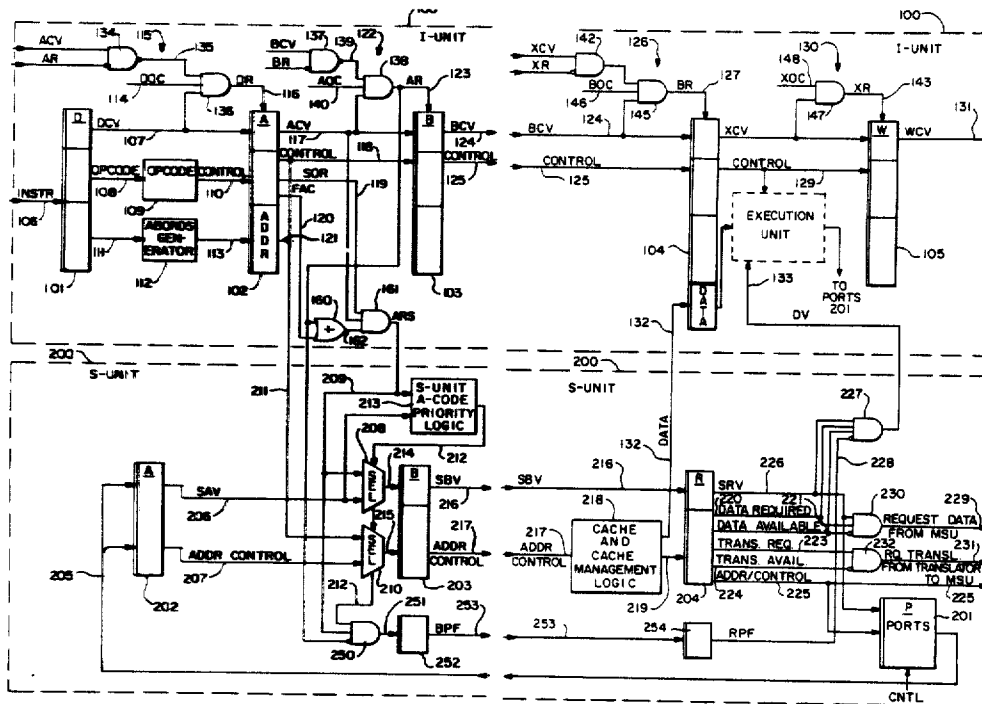 100
I-UNIT
ACV
AR
134
115
135
DOC
114
DR
116
136
BCV
BR
137
139
122
138
AOC
140
AR
123
D
DCV
107
OPCODE
108
OPCODE
109
CONTROL
110
INSTR
106
111
GEN-
ERATOR
112
113
101
A
ADDR
102
ACV
117
CONTROL
118
SOR
119
FAC
120
121
B
103
BCV
124
CONTROL
125
160
161
162
ARS
100
I-UNIT
XCV
XR
142
126
BOC
146
145
BR
127
130
148
XOC
147
XR
143
BCV
124
CONTROL
125
XCV
CONTROL
129
104
DATA
EXECUTION
UNIT
133
TO
PORTS
201
DV
W
105
WCV
131
132
200
S-UNIT
211
209
213
S-UNIT
A-CODE
PRIORITY
LOGIC
208
212
214
A
202
SAV
206
ADDR CONTROL
207
205
215
B
203
SBV
216
217
ADDR
CONTROL
212
210
251
250
BPF
253
252
200
S-UNIT
DATA
132
SBV
216
218
217
ADDR
CONTROL
CACHE
AND
CACHE
MANAGEMENT
LOGIC
219
R
204
SRV
226
220
DATA REQUIRED
221
DATA AVAILABLE
TRANS. REQ.
223
TRANS. AVAIL
ADDR/CONTROL
224
225
227
228
230
229
REQUEST DATA
FROM MSU
232
RQ. TRANSL
231
FROM TRANSLATOR
TO MSU
225
253
254
RPF
P
PORTS
201
CNTL